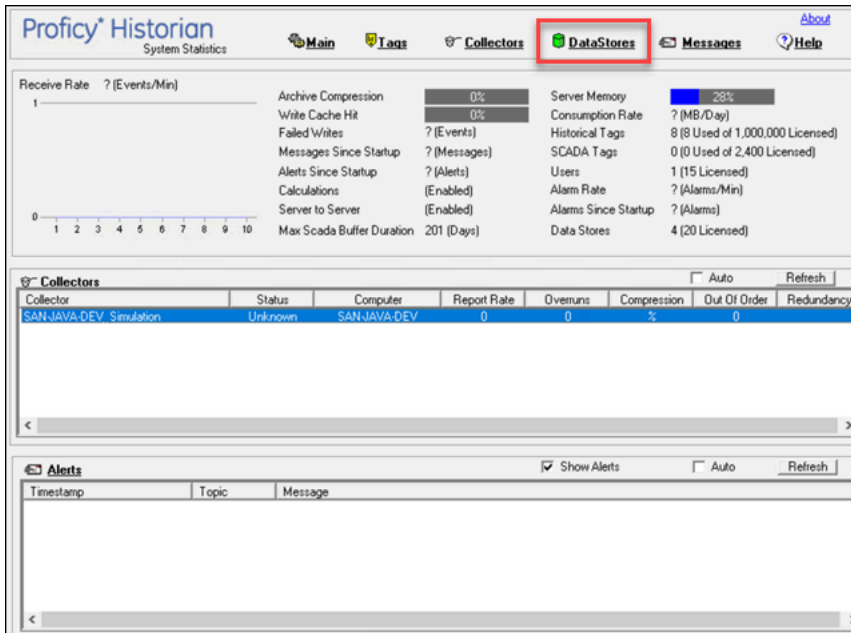 Proficy* Historian
System Statistics
Main
Tags
Collectors
DataStores
Messages
About
Help
Receive Rate ? (Events/Min)
1
0
1 2 3 4 5 6 7 8 9 10
Archive Compression 0%
Write Cache Hit 0%
Failed Writes ? (Events)
Messages Since Startup ? (Messages)
Alerts Since Startup ? (Alerts)
Calculations (Enabled)
Server to Server (Enabled)
Max Scada Buffer Duration 201 (Days)
Server Memory 28%
Consumption Rate ? (MB/Day)
Historical Tags 8 (8 Used of 1,000,000 Licensed)
SCADA Tags 0 (0 Used of 2,400 Licensed)
Users 1 (15 Licensed)
Alarm Rate ? (Alarms/Min)
Alarms Since Startup ? (Alarms)
Data Stores 4 (20 Licensed)
Collectors Auto Refresh
Collector Status Computer Report Rate Overruns Compression Out Of Order Redundancy
SAN-JAVA-DEV_Simulation Unknown SAN-JAVA-DEV 0 0 % 0
Alerts Show Alerts Auto Refresh
Timestamp Topic Message